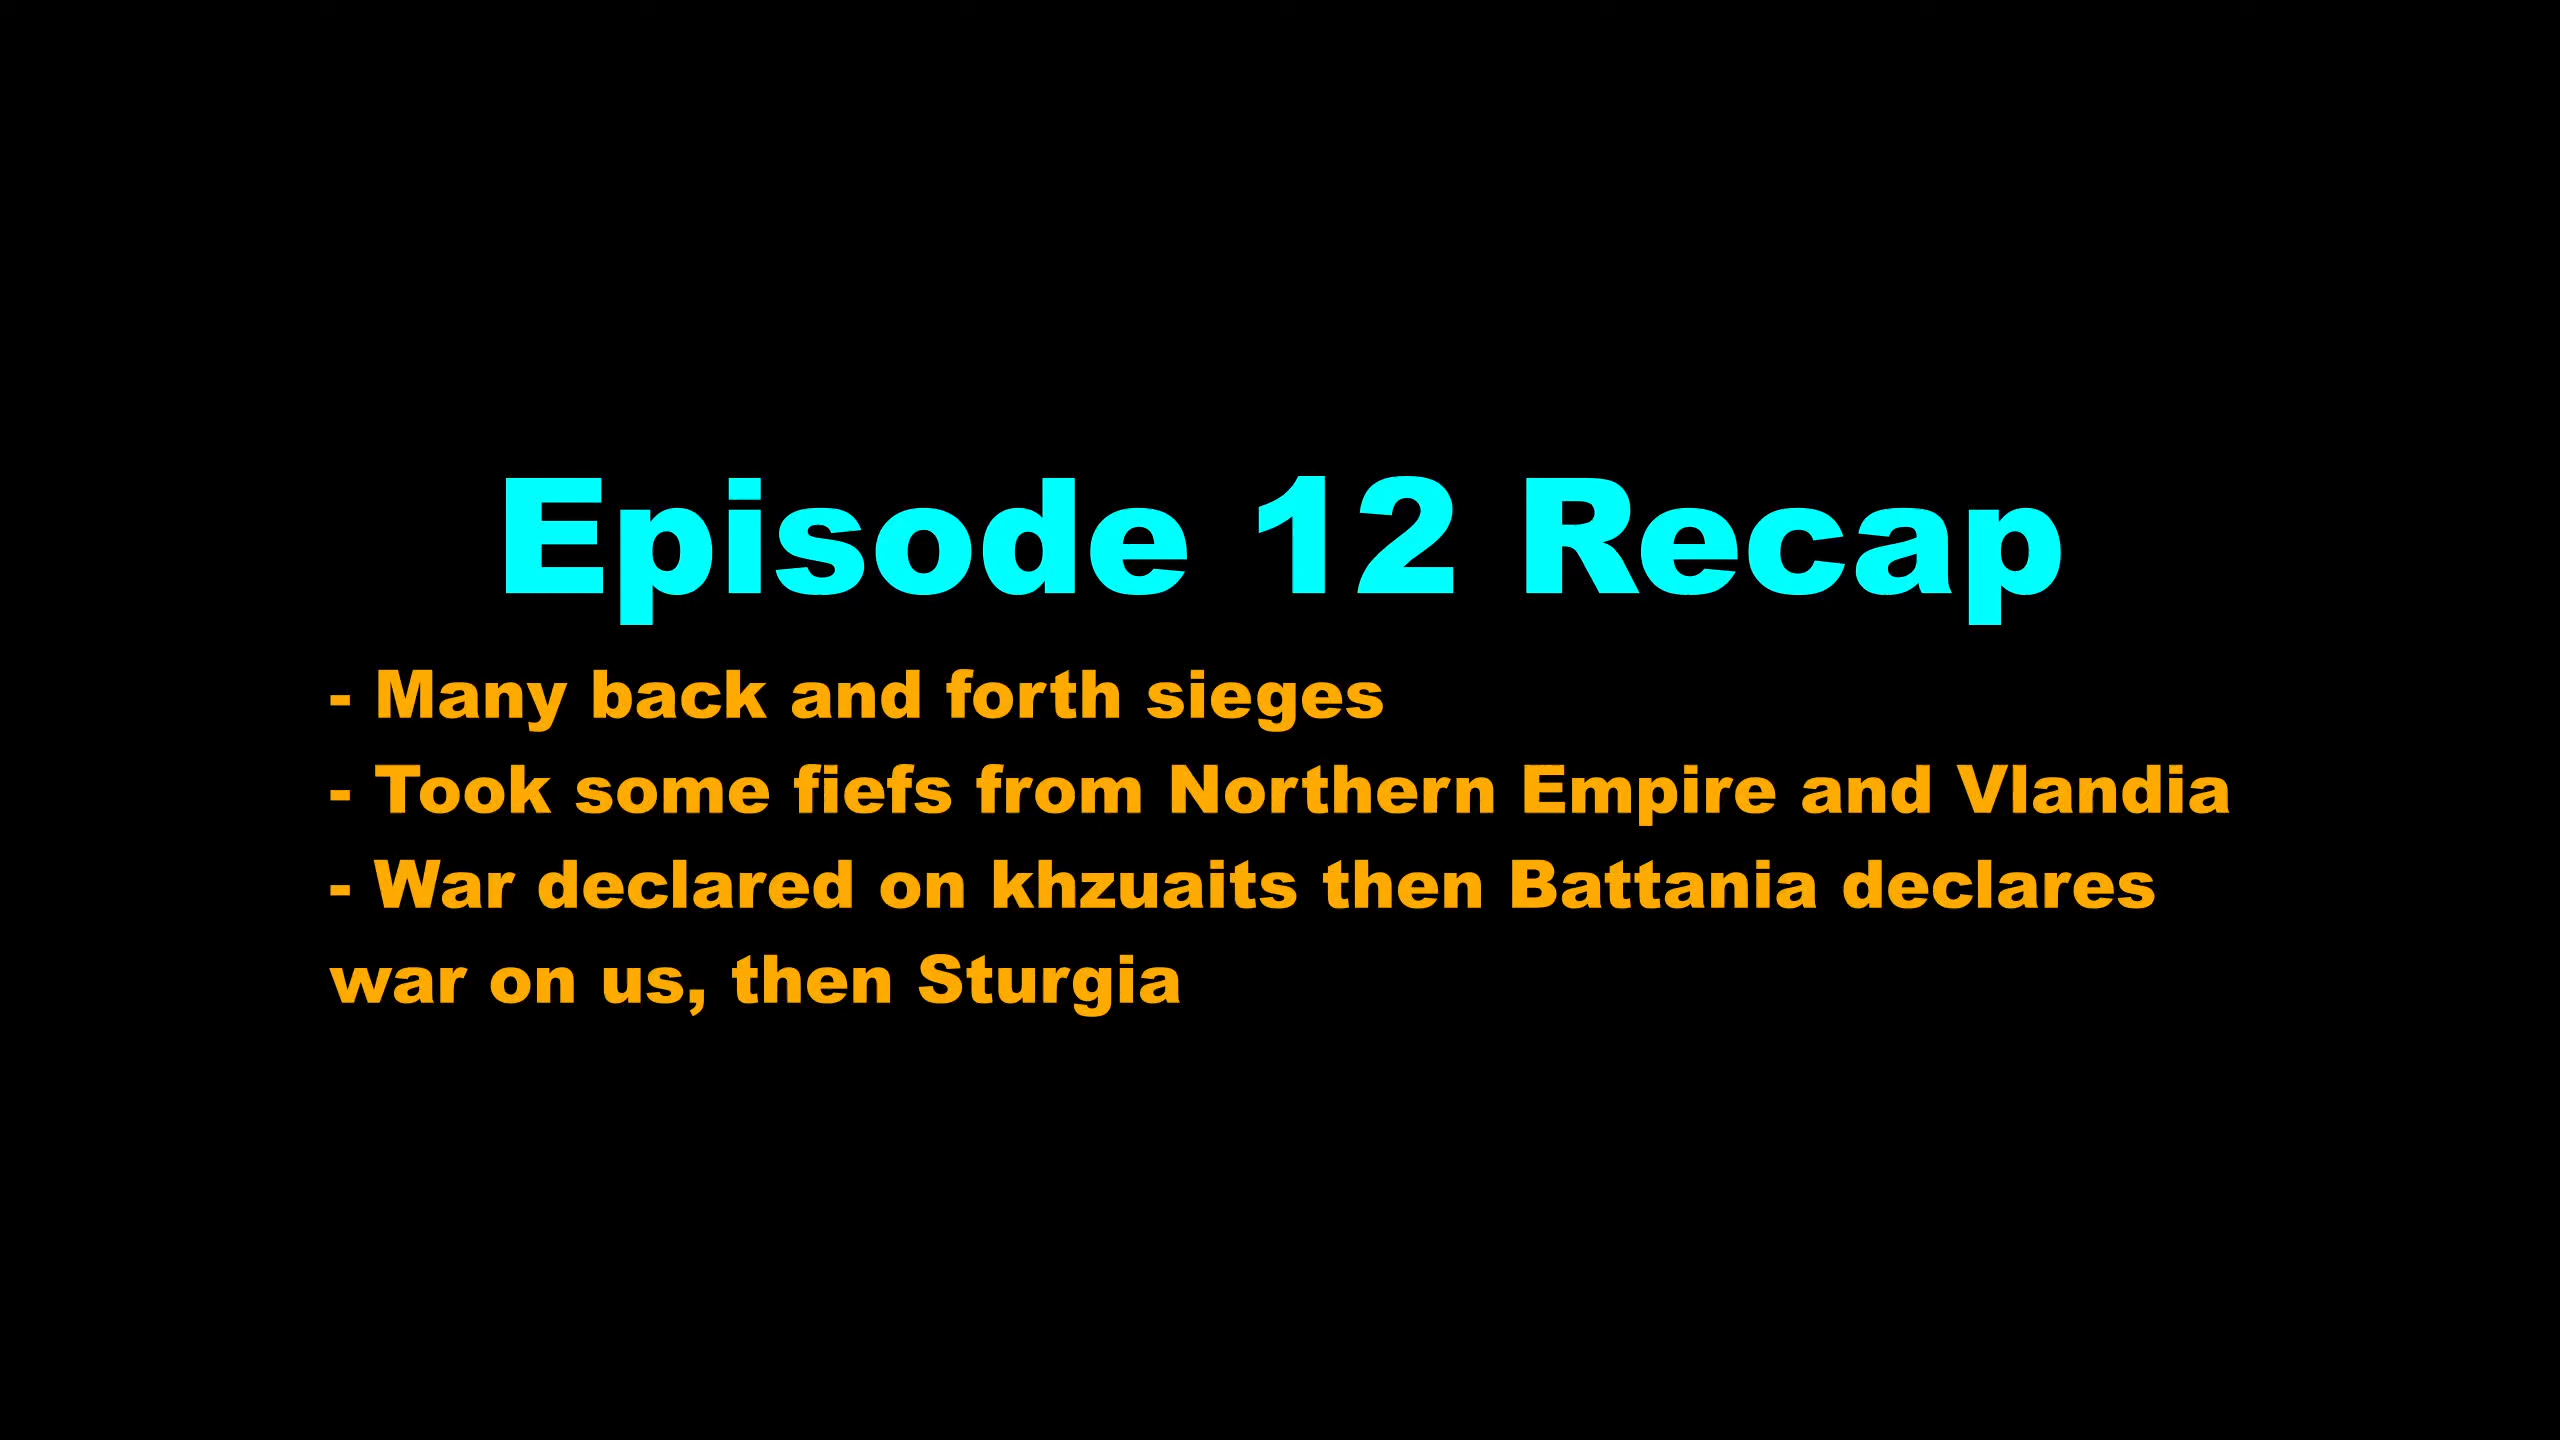 Episode 12 Recap
- Many back and forth sieges
- Took some fiefs from Northern Empire and Vlandia
- War declared on khzuaits then Battania declares
war on us, then Sturgia